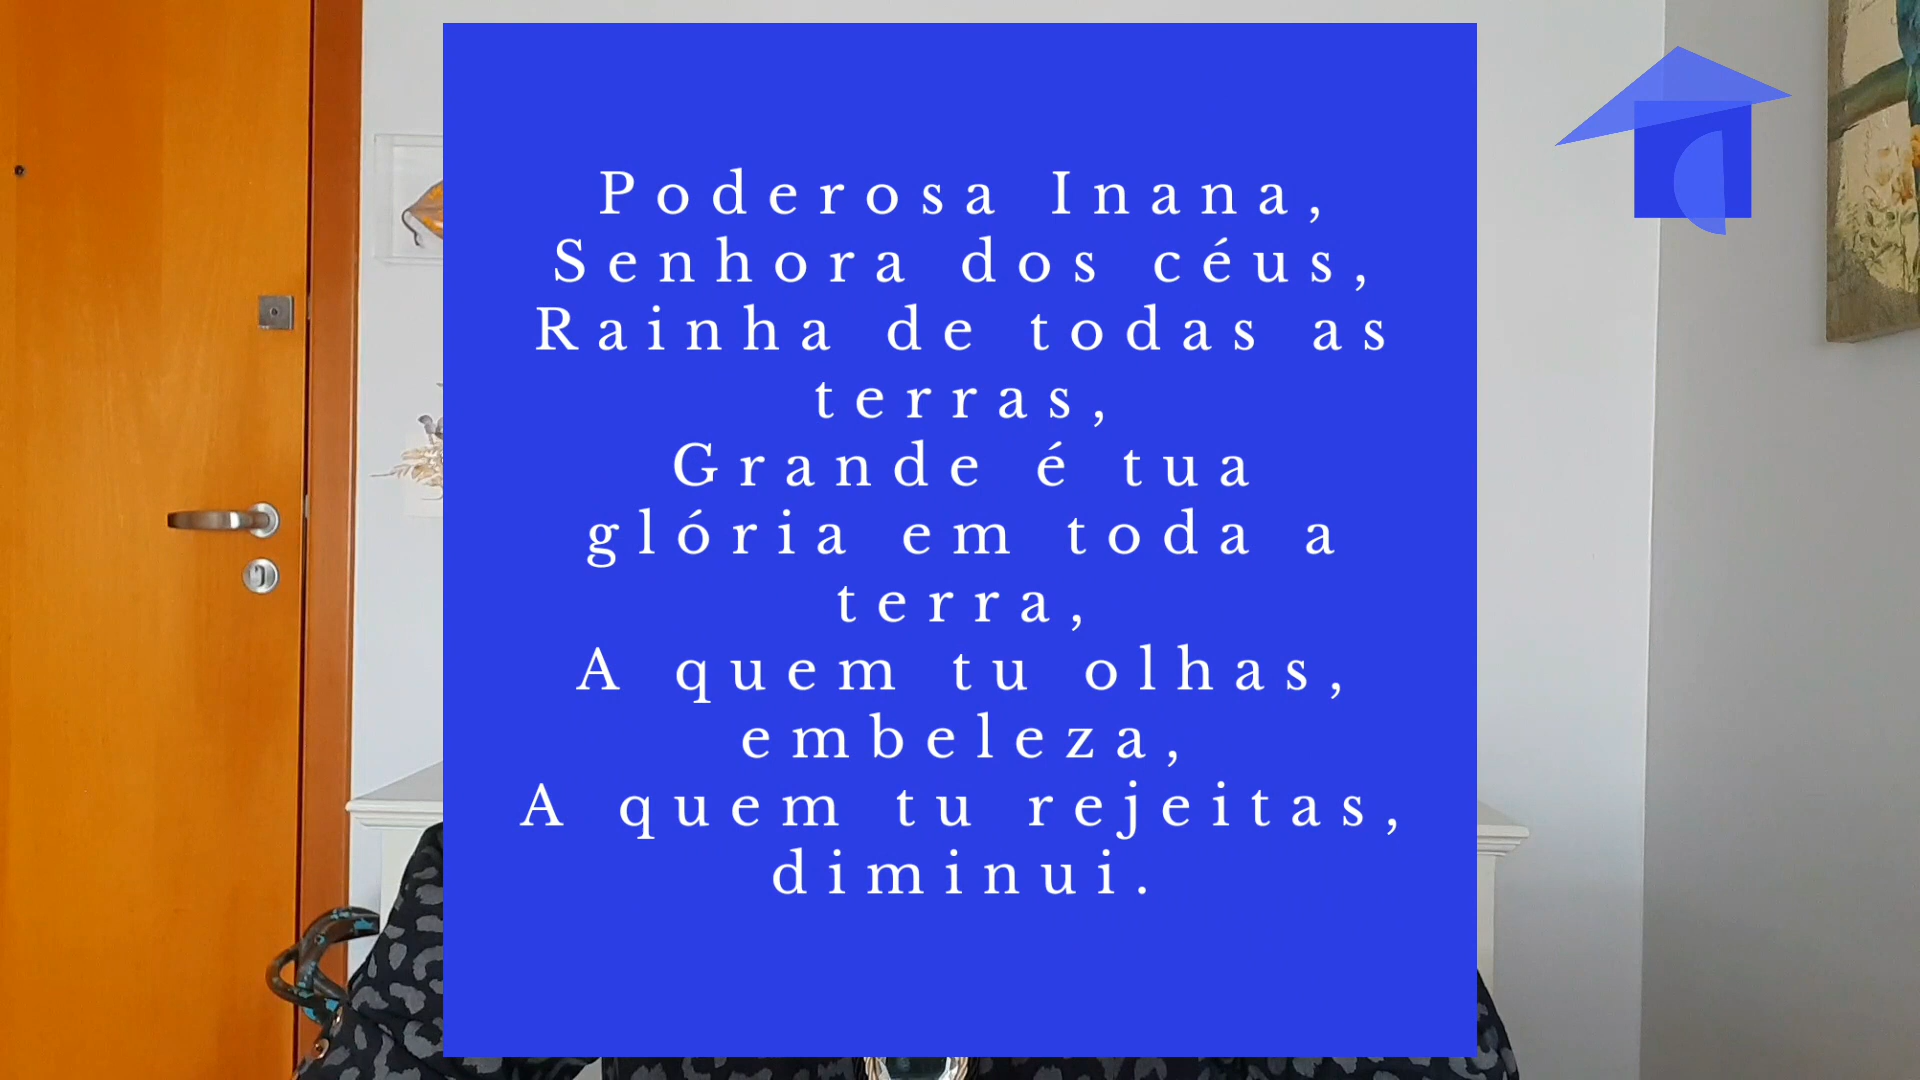 Poderosa Inana,
Senhora dos céus,
Rainha de todas as
terras,
Grande é tua
glória em toda a
terra,
A quem tu olhas,
embeleza,
A quem tu rejeitas,
diminui.